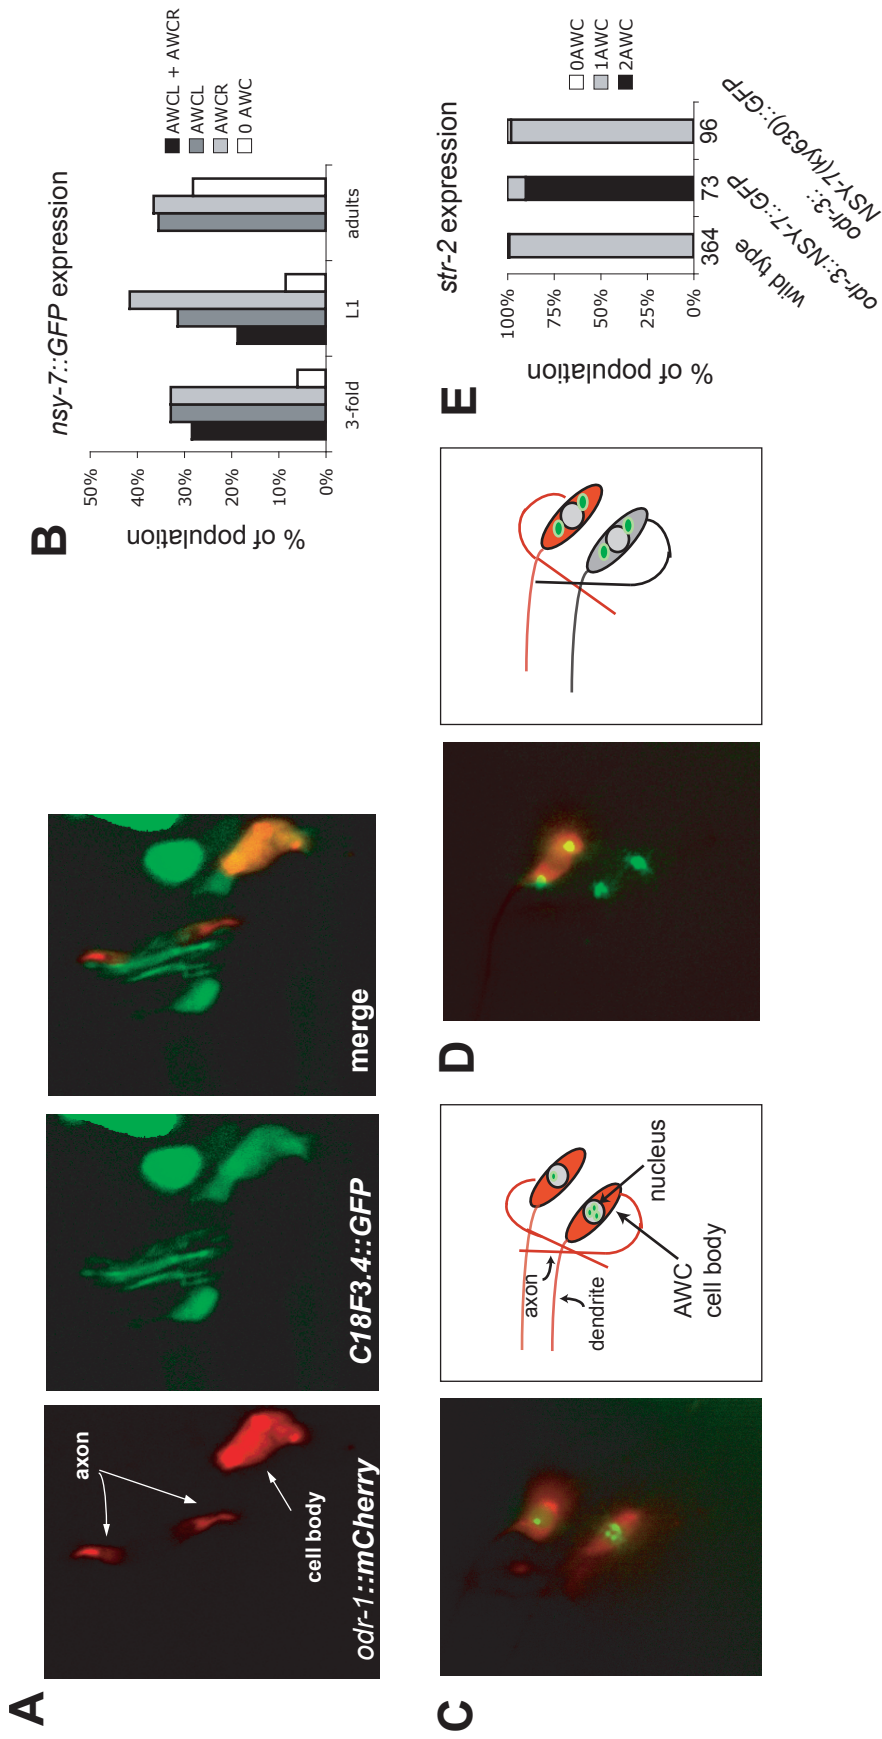 A
axon
cell body
odr-1::mCherry
C18F3.4::GFP
merge
B
nsy-7::GFP expression
% of population
50%
40%
30%
20%
10%
0%
3-fold
L1
adults
AWCL + AWCR
AWCL
AWCR
0 AWC
C
axon
dendrite
AWC
cell body
nucleus
D
E
str-2 expression
% of population
100%
75%
50%
25%
0%
364
73
96
wild type
odr-3::NSY-7::GFP
odr-3::
NSY-7(ky630)::GFP
0AWC
1AWC
2AWC